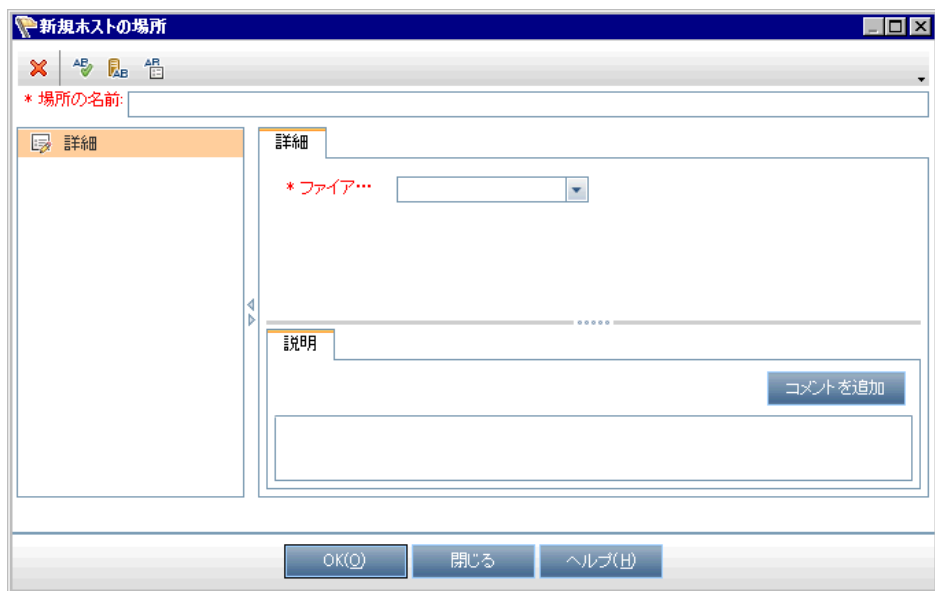 新規ホストの場所
* 場所の名前:
詳細
詳細
* ファイア…
説明
コメントを追加
OK(O)
閉じる
ヘルプ(H)